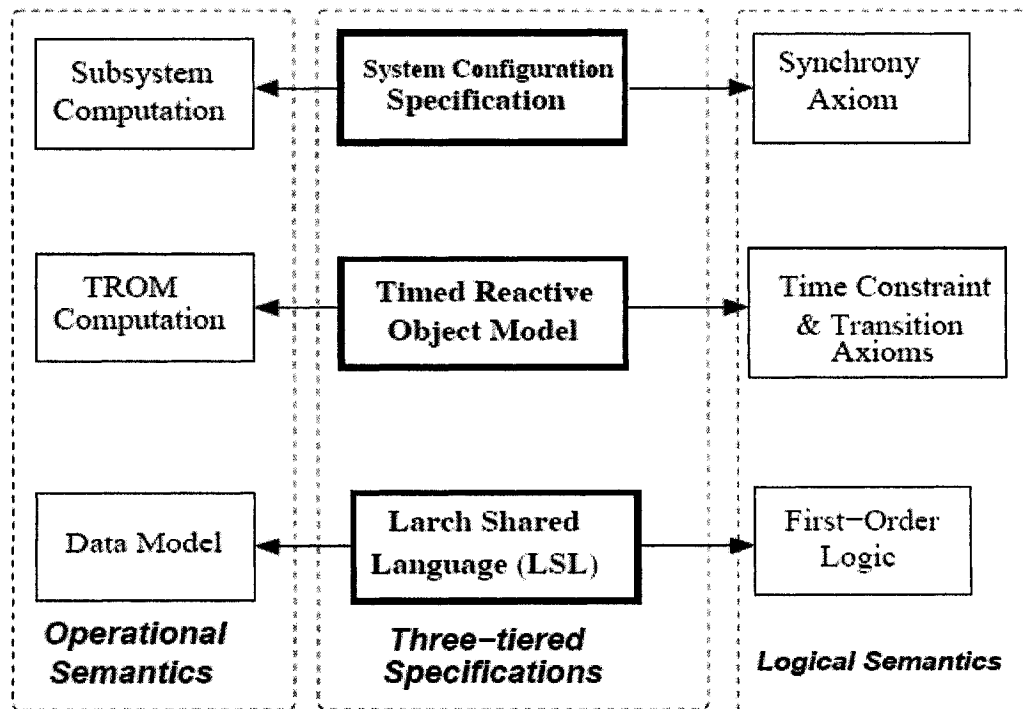 Subsystem
Computation
System Configuration
Specification
Synchrony
Axiom
TROM
Computation
Timed Reactive
Object Model
Time Constraint
& Transition
Axioms
Data Model
Larch Shared
Language (LSL)
First−Order
Logic
Operational
Semantics
Three−tiered
Specifications
Logical Semantics